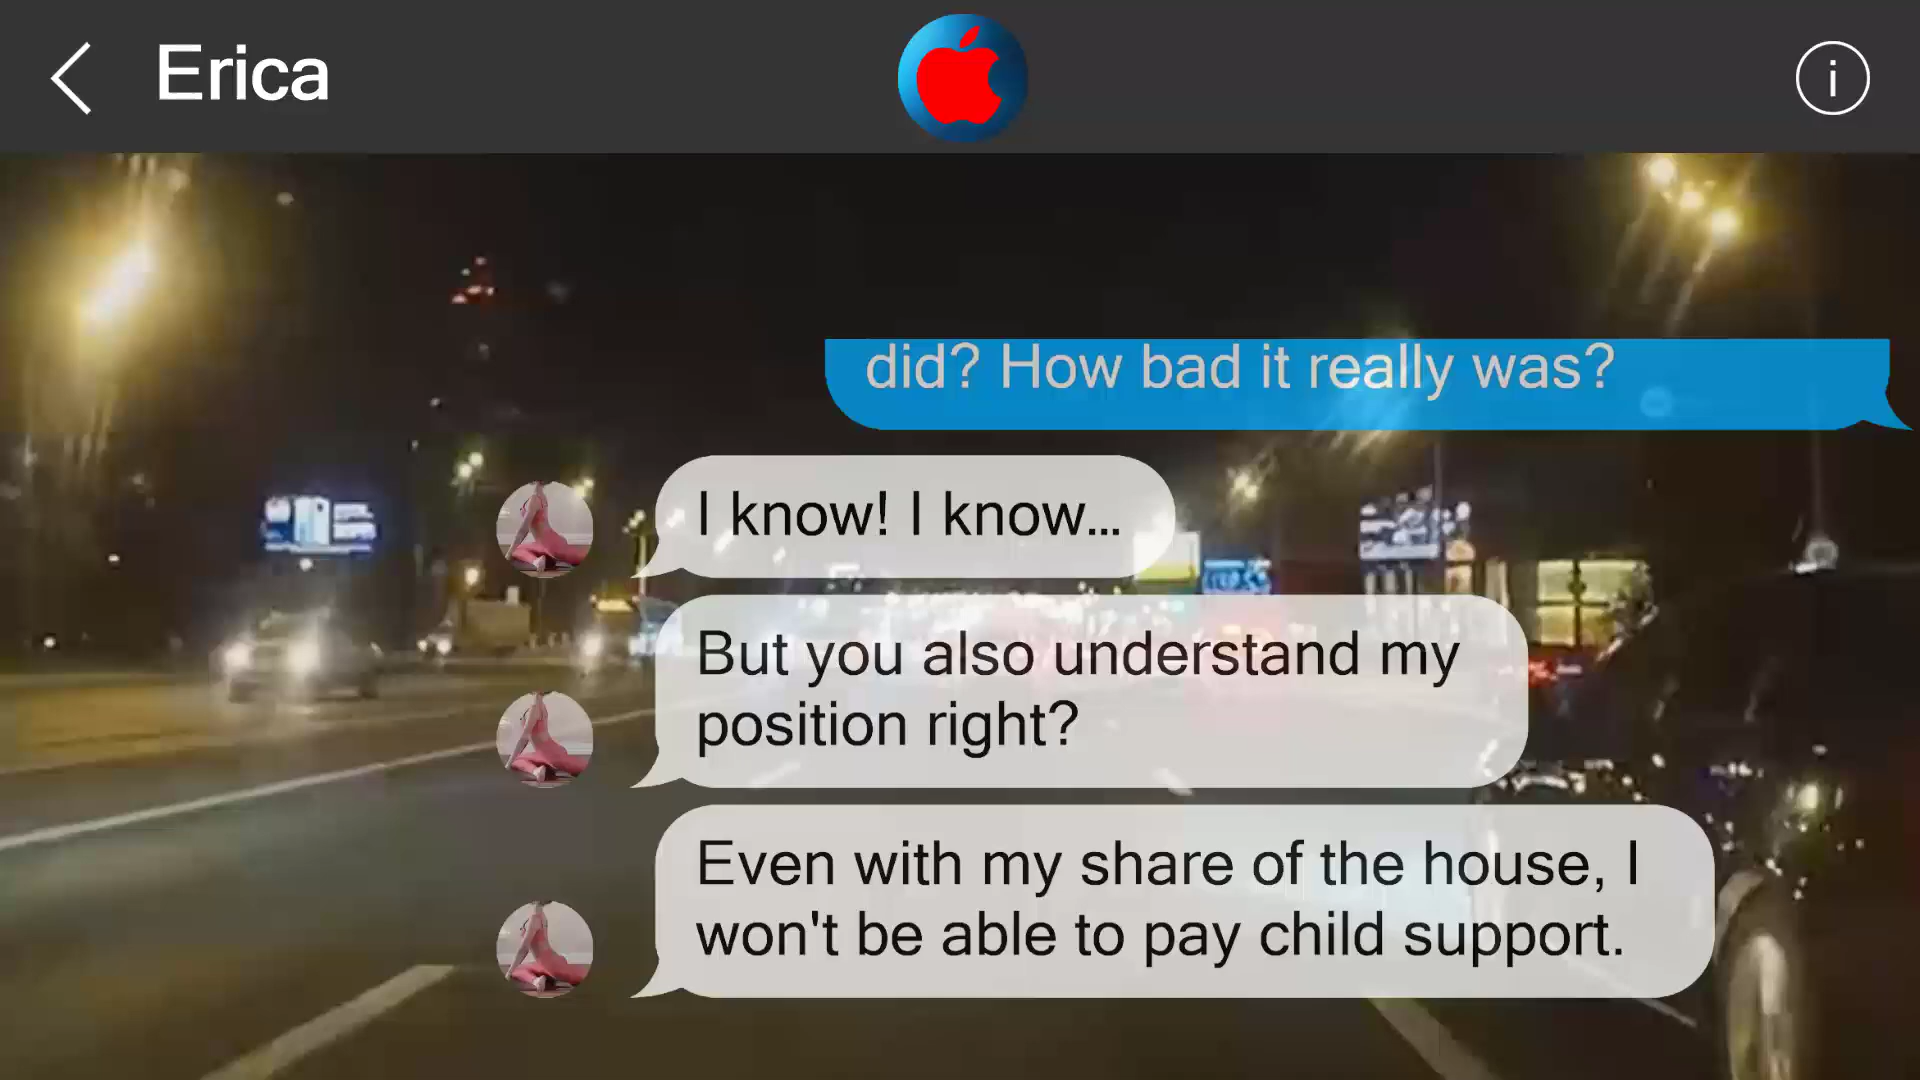 Erica
did? How bad it really was?
I know! I know...
But you also understand my
position right?
Even with my share of the house, I
won't be able to pay child support.